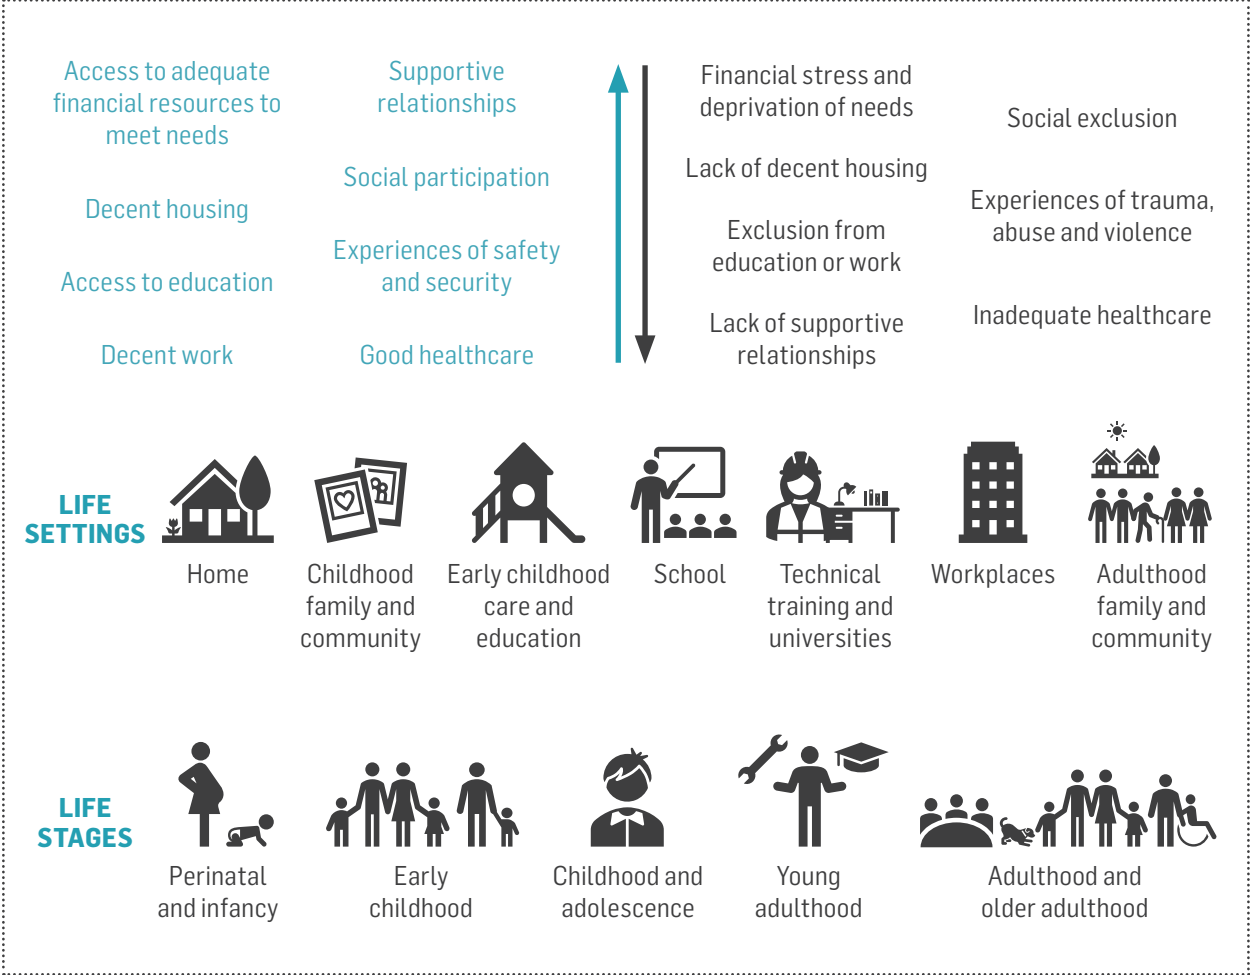 Access to adequate
financial resources to
meet needs
Decent housing
Access to education
Decent work
Supportive
relationships
Social participation
Experiences of safety
and security
Good healthcare
Financial stress and
deprivation of needs
Lack of decent housing
Exclusion from
education or work
Lack of supportive
relationships
Social exclusion
Experiences of trauma,
abuse and violence
Inadequate healthcare
LIFE
SETTINGS
Home
Childhood
family and
community
Early childhood
care and
education
School
Technical
training and
universities
Workplaces
Adulthood
family and
community
LIFE
STAGES
Perinatal
and infancy
Early
childhood
Childhood and
adolescence
Young
adulthood
Adulthood and
older adulthood